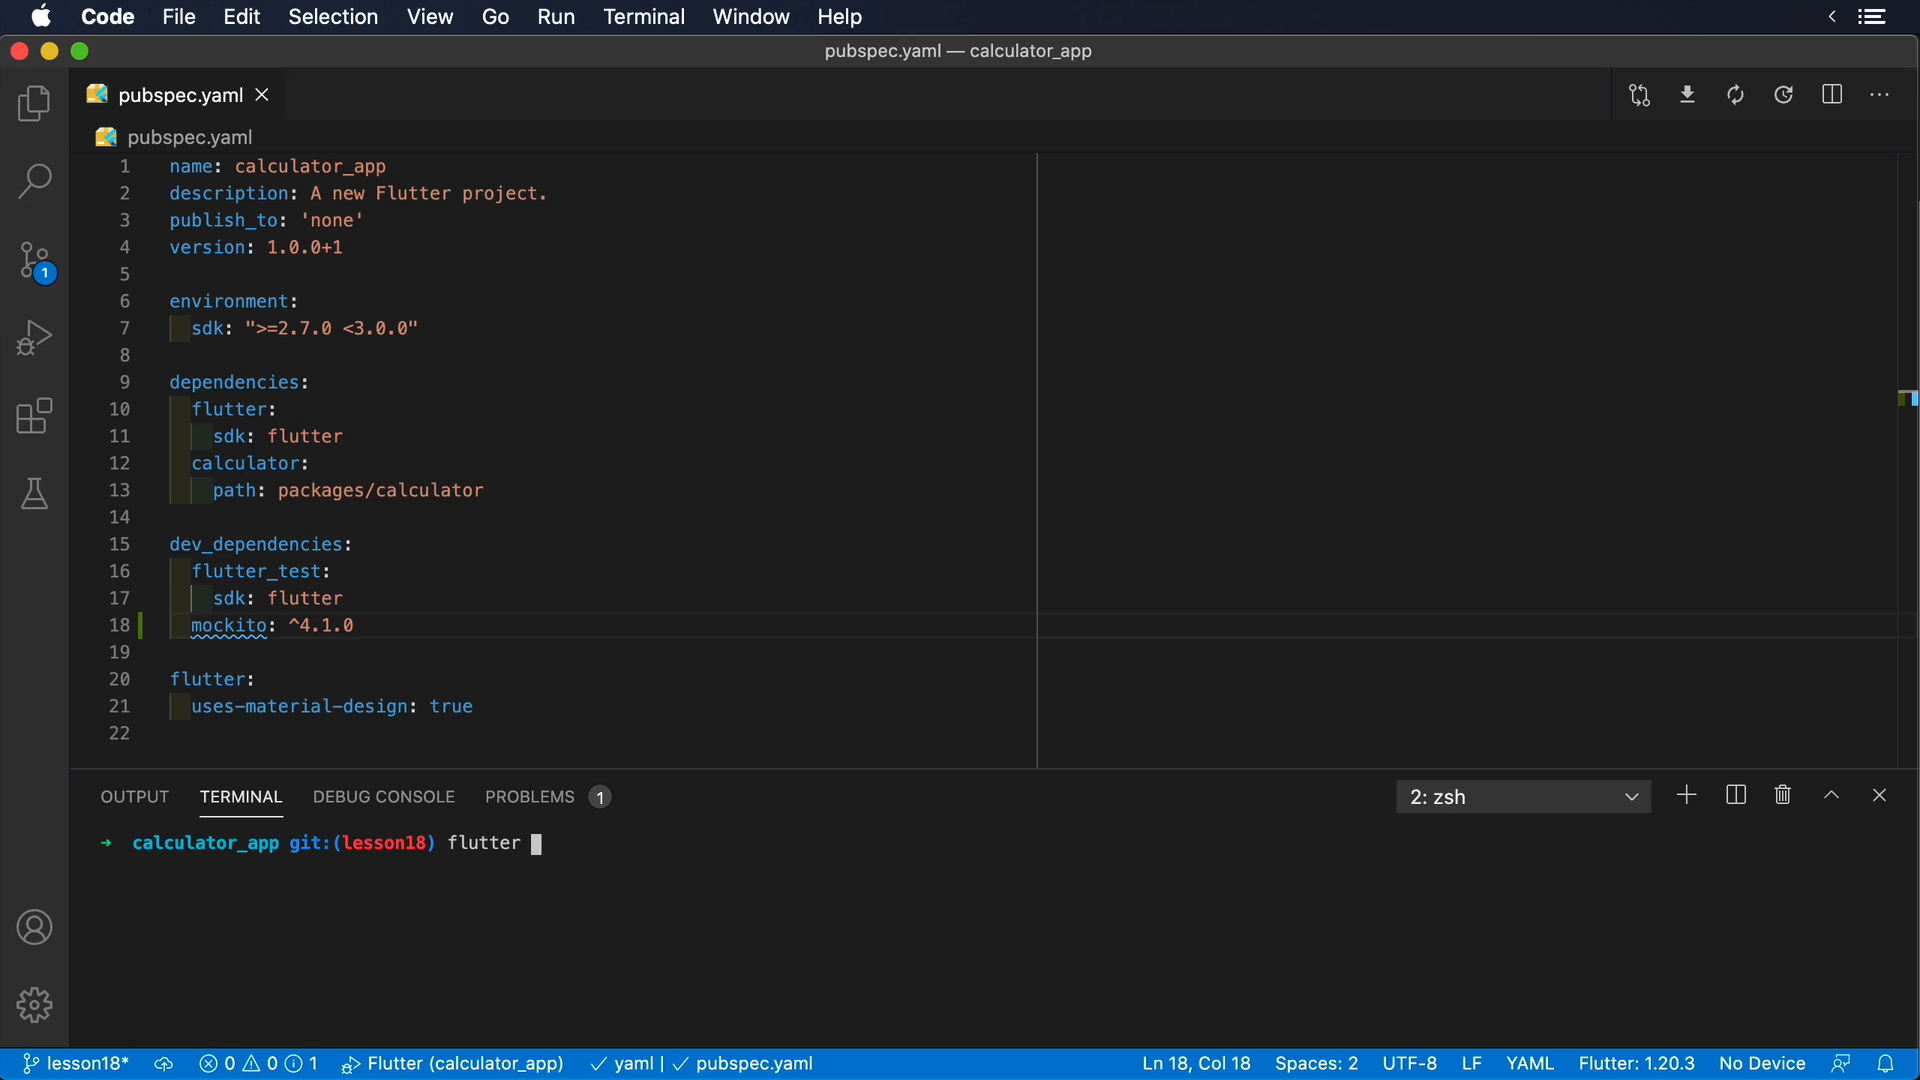 Code File Edit Selection View Go Run Terminal Window Help
pubspec.yaml — calculator_app
pubspec.yaml
pubspec.yaml
1 name: calculator_app
2 description: A new Flutter project.
3 publish_to: 'none'
4 version: 1.0.0+1
5
6 environment:
7 sdk: ">=2.7.0 <3.0.0"
8
9 dependencies:
10 flutter:
11 sdk: flutter
12 calculator:
13 path: packages/calculator
14
15 dev_dependencies:
16 flutter_test:
17 sdk: flutter
18 mockito: ^4.1.0
19
20 flutter:
21 uses-material-design: true
22
1
OUTPUT TERMINAL DEBUG CONSOLE PROBLEMS 1 2: zsh
➜ calculator_app git:(lesson18) flutter
lesson18* 0 0 1 Flutter (calculator_app) ✓ yaml | ✓ pubspec.yaml Ln 18, Col 18 Spaces: 2 UTF-8 LF YAML Flutter: 1.20.3 No Device